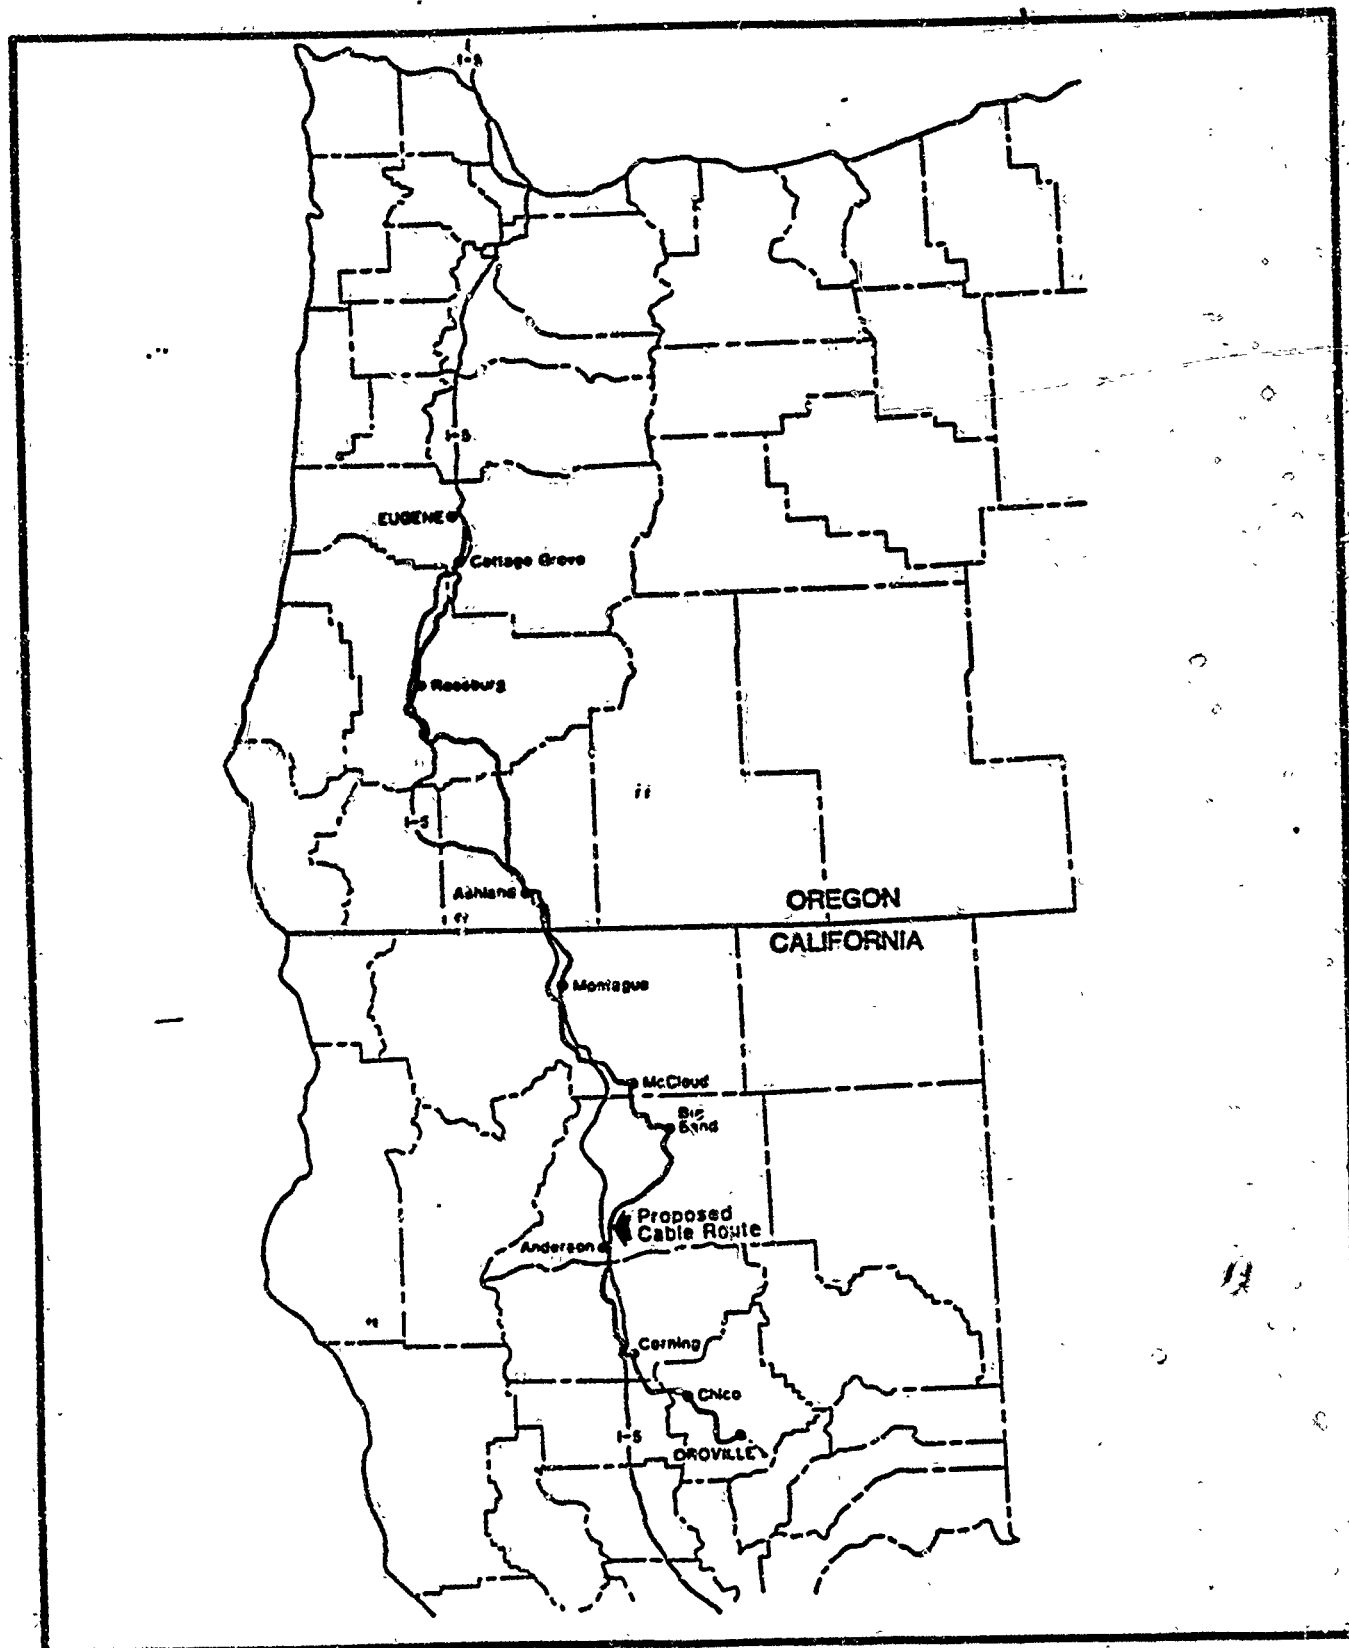 I-5
I-5
EUGENE
Cottage Grove
Roseburg
I-5
Ashland
OREGON
CALIFORNIA
Montague
McCloud
Big
Bend
Proposed
Cable Route
Anderson
Corning
Chico
I-5
OROVILLE